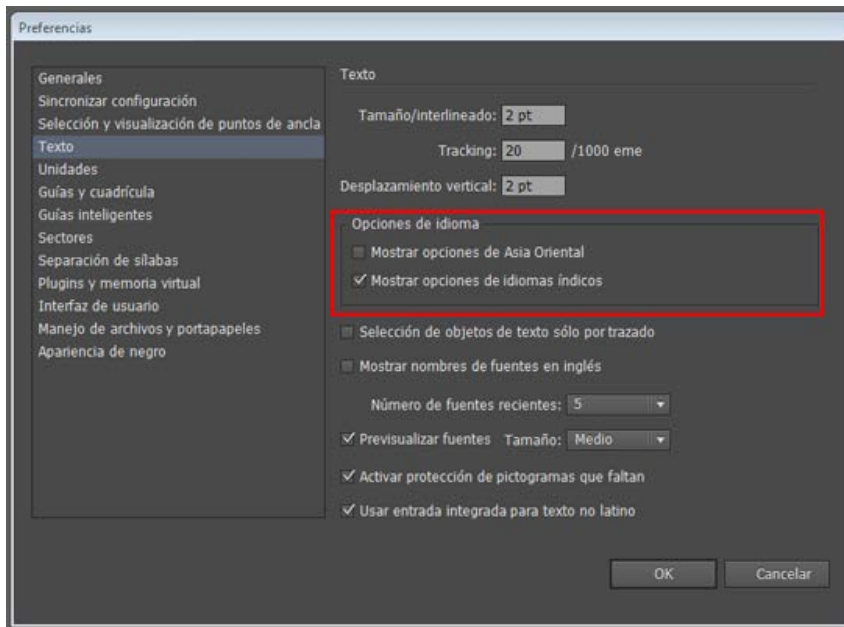 Preferencias
Generales
Sincronizar configuración
Selección y visualización de puntos de ancla
Texto
Unidades
Guías y cuadrícula
Guías inteligentes
Sectores
Separación de sílabas
Plugins y memoria virtual
Interfaz de usuario
Manejo de archivos y portapapeles
Apariencia de negro
Texto
Tamaño/interlineado: 2 pt
Tracking: 20 /1000 eme
Desplazamiento vertical: 2 pt
Opciones de idioma
Mostrar opciones de Asia Oriental
Mostrar opciones de idiomas índicos
Selección de objetos de texto sólo por trazado
Mostrar nombres de fuentes en inglés
Número de fuentes recientes: 5
Previsualizar fuentes Tamaño: Medio
Activar protección de pictogramas que faltan
Usar entrada integrada para texto no latino
OK Cancelar